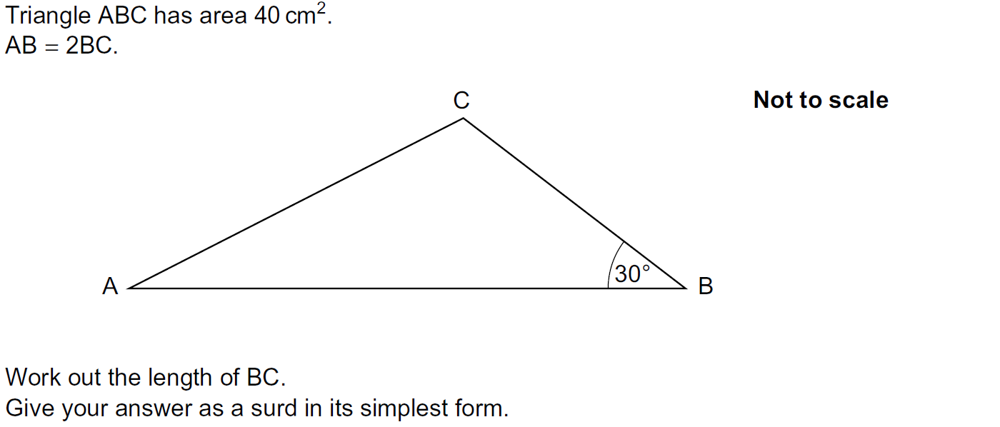 Triangle ABC has area 40 cm².
AB = 2BC.
C
Not to scale
30°
A
B
Work out the length of BC.
Give your answer as a surd in its simplest form.